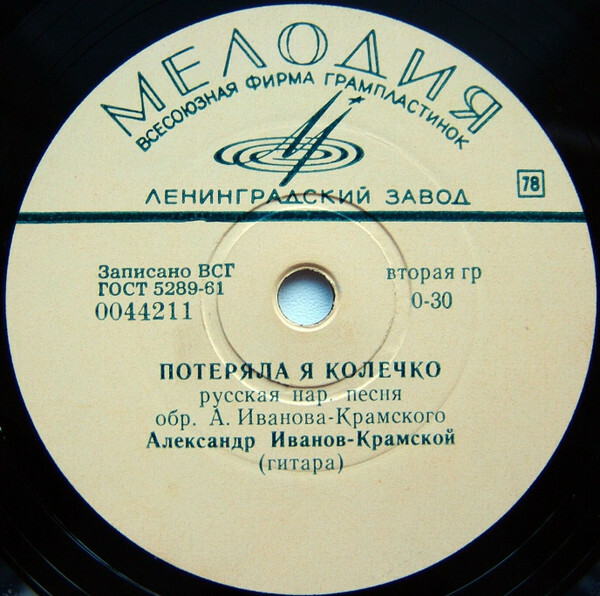 МЕЛОДИЯ
ВСЕСОЮЗНАЯ ФИРМА ГРАМПЛАСТИНОК
ЛЕНИНГРАДСКИЙ ЗАВОД
78
Записано ВСГ
ГОСТ 5289-61
0044211
вторая гр
0-30
ПОТЕРЯЛА Я КОЛЕЧКО
русская нар. песня
обр. А. Иванова-Крамского
Александр Иванов-Крамской
(гитара)